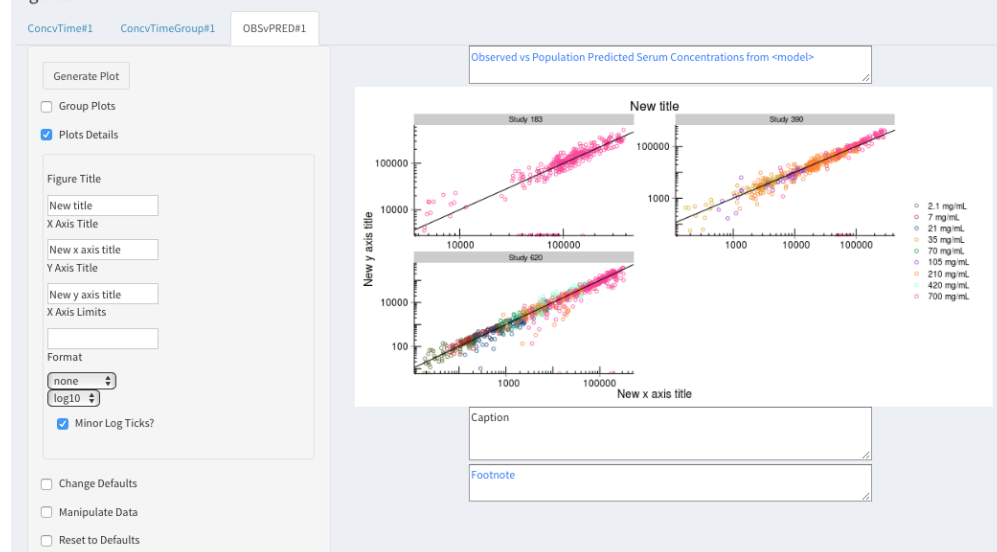 ConcvTime#1 ConcvTimeGroup#1 OBSvPRED#1
Generate Plot
Group Plots
Plots Details
Figure Title
New title
X Axis Title
New x axis title
Y Axis Title
New y axis title
X Axis Limits
Format
none
log10
Minor Log Ticks?
Change Defaults
Manipulate Data
Reset to Defaults
Observed vs Population Predicted Serum Concentrations from <model>
New title
Study 183
Study 390
100000
10000
10000 100000
100000
1000
1000 10000 100000
New y axis title
Study 620
10000
100
1000 100000
New x axis title
2.1 mg/mL
7 mg/mL
21 mg/mL
35 mg/mL
70 mg/mL
105 mg/mL
210 mg/mL
420 mg/mL
700 mg/mL
Caption
Footnote